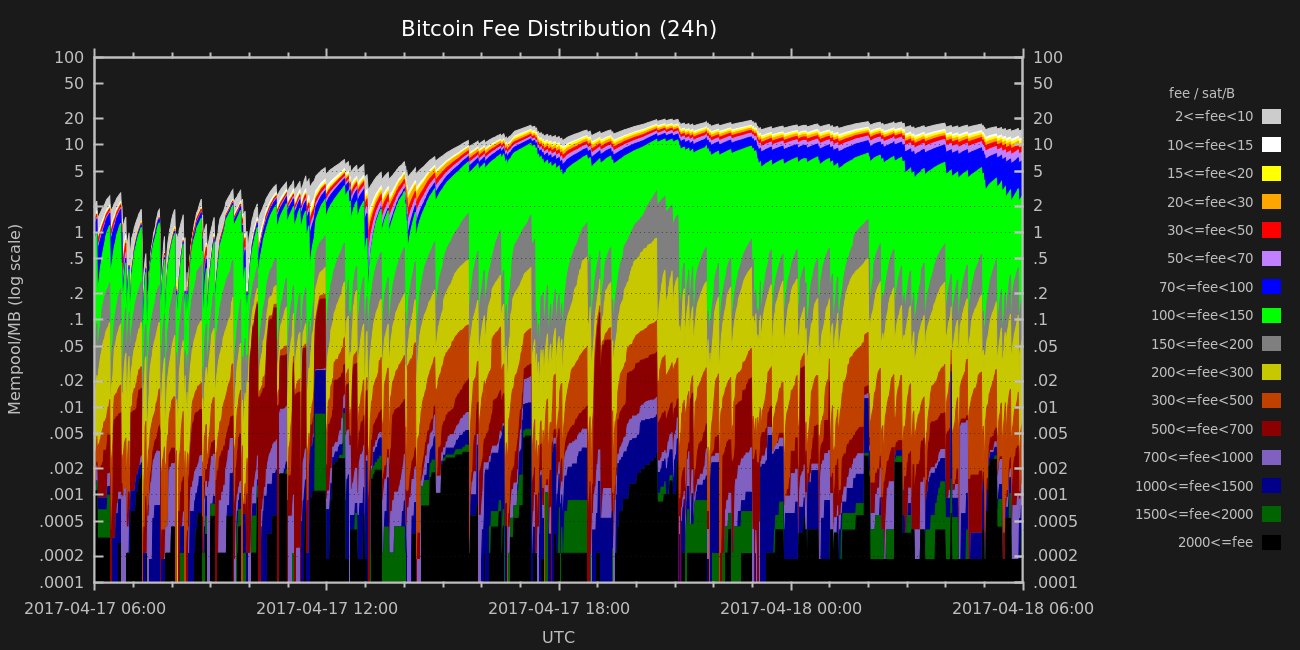 Bitcoin Fee Distribution (24h)
100 100
50 50
20 20
10 10
5 5
2 2
1 1
.5 .5
.2 .2
.1 .1
.05 .05
.02 .02
.01 .01
.005 .005
.002 .002
.001 .001
.0005 .0005
.0002 .0002
.0001 .0001
Mempool/MB (log scale)
2017-04-17 06:00 2017-04-17 12:00 2017-04-17 18:00 2017-04-18 00:00 2017-04-18 06:00
UTC
fee / sat/B
2<=fee<10
10<=fee<15
15<=fee<20
20<=fee<30
30<=fee<50
50<=fee<70
70<=fee<100
100<=fee<150
150<=fee<200
200<=fee<300
300<=fee<500
500<=fee<700
700<=fee<1000
1000<=fee<1500
1500<=fee<2000
2000<=fee